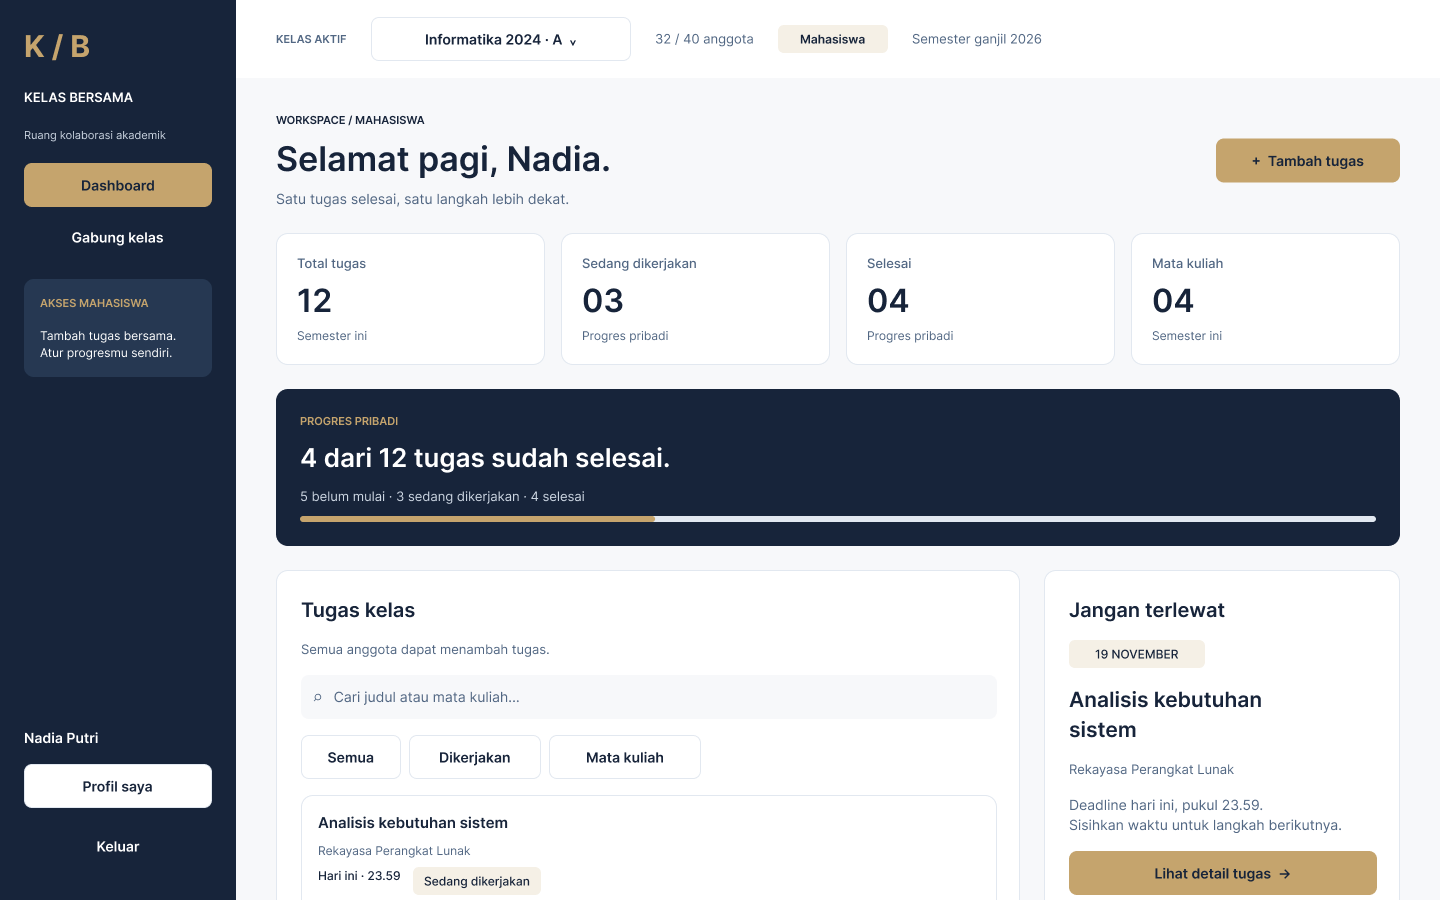 K / B
KELAS BERSAMA
Ruang kolaborasi akademik
Dashboard
Gabung kelas
AKSES MAHASISWA
Tambah tugas bersama.
Atur progresmu sendiri.
Nadia Putri
Profil saya
Keluar
KELAS AKTIF
Informatika 2024 · A
32 / 40 anggota
Mahasiswa
Semester ganjil 2026
WORKSPACE / MAHASISWA
Selamat pagi, Nadia.
Satu tugas selesai, satu langkah lebih dekat.
+ Tambah tugas
Total tugas
12
Semester ini
Sedang dikerjakan
03
Progres pribadi
Selesai
04
Progres pribadi
Mata kuliah
04
Semester ini
PROGRES PRIBADI
4 dari 12 tugas sudah selesai.
5 belum mulai · 3 sedang dikerjakan · 4 selesai
Tugas kelas
Semua anggota dapat menambah tugas.
Cari judul atau mata kuliah...
Semua
Dikerjakan
Mata kuliah
Analisis kebutuhan sistem
Rekayasa Perangkat Lunak
Hari ini · 23.59
Sedang dikerjakan
Jangan terlewat
19 NOVEMBER
Analisis kebutuhan
sistem
Rekayasa Perangkat Lunak
Deadline hari ini, pukul 23.59.
Sisihkan waktu untuk langkah berikutnya.
Lihat detail tugas →